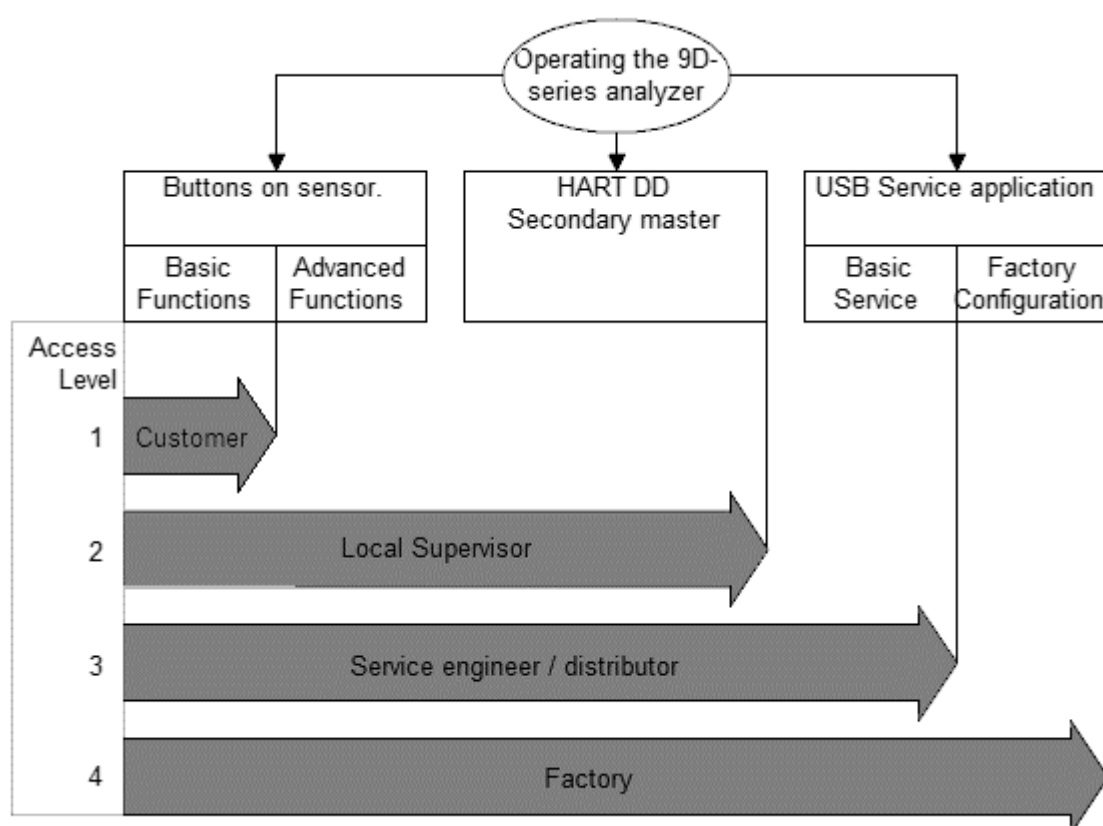 Operating the 9D-
series analyzer
Buttons on sensor.
HART DD
Secondary master
USB Service application
Basic
Functions
Advanced
Functions
Basic
Service
Factory
Configuration
Access
Level
1
Customer
2
Local Supervisor
3
Service engineer / distributor
4
Factory